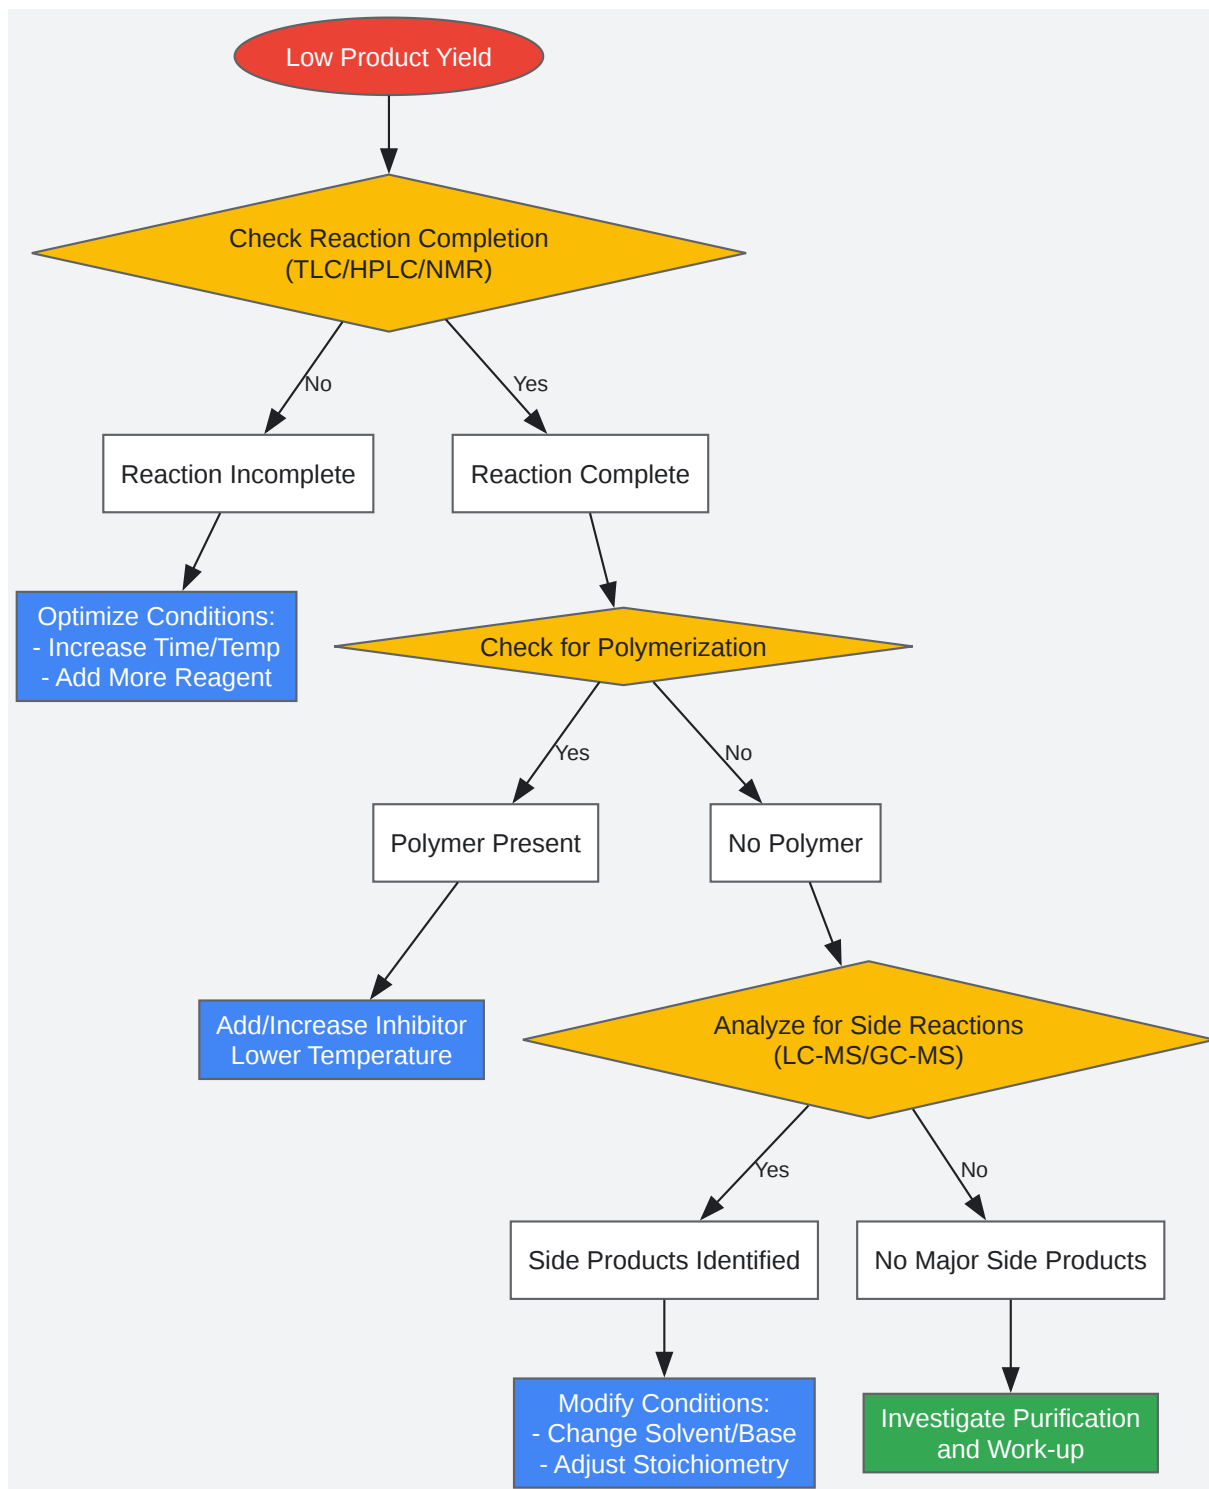 Low Product Yield
Check Reaction Completion
(TLC/HPLC/NMR)
No
Yes
Reaction Incomplete
Reaction Complete
Optimize Conditions:
- Increase Time/Temp
- Add More Reagent
Check for Polymerization
Yes
No
Polymer Present
No Polymer
Add/Increase Inhibitor
Lower Temperature
Analyze for Side Reactions
(LC-MS/GC-MS)
Yes
No
Side Products Identified
No Major Side Products
Modify Conditions:
- Change Solvent/Base
- Adjust Stoichiometry
Investigate Purification
and Work-up